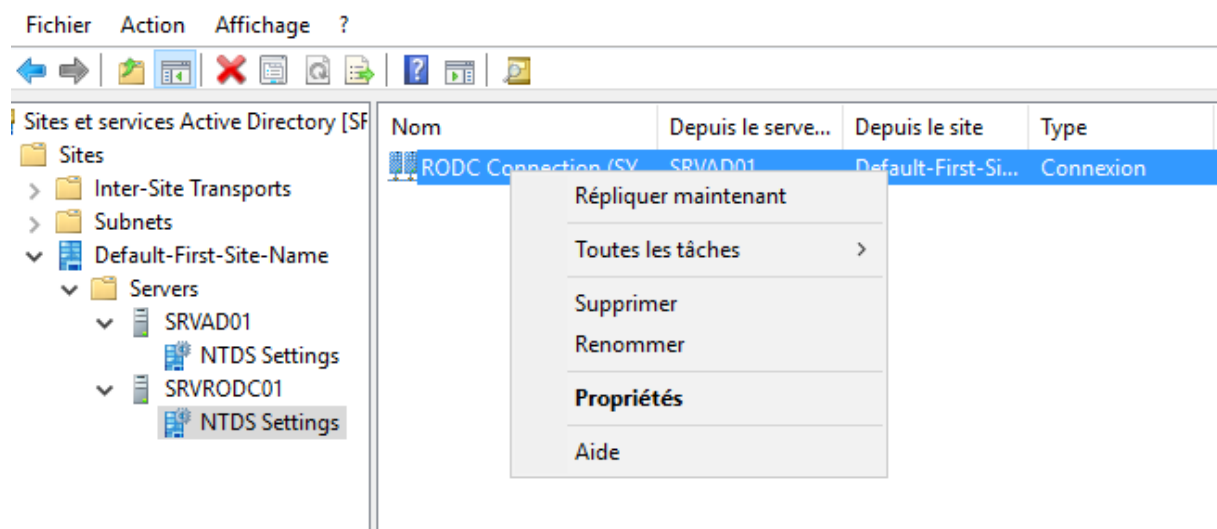 Fichier Action Affichage ?
Sites et services Active Directory [SF
Sites
Inter-Site Transports
Subnets
Default-First-Site-Name
Servers
SRVAD01
NTDS Settings
SRVRODC01
NTDS Settings
Nom Depuis le serve... Depuis le site Type
RODC Connection (SY... SRVAD01 Default-First-Si... Connexion
Répliquer maintenant
Toutes les tâches
Supprimer
Renommer
Propriétés
Aide